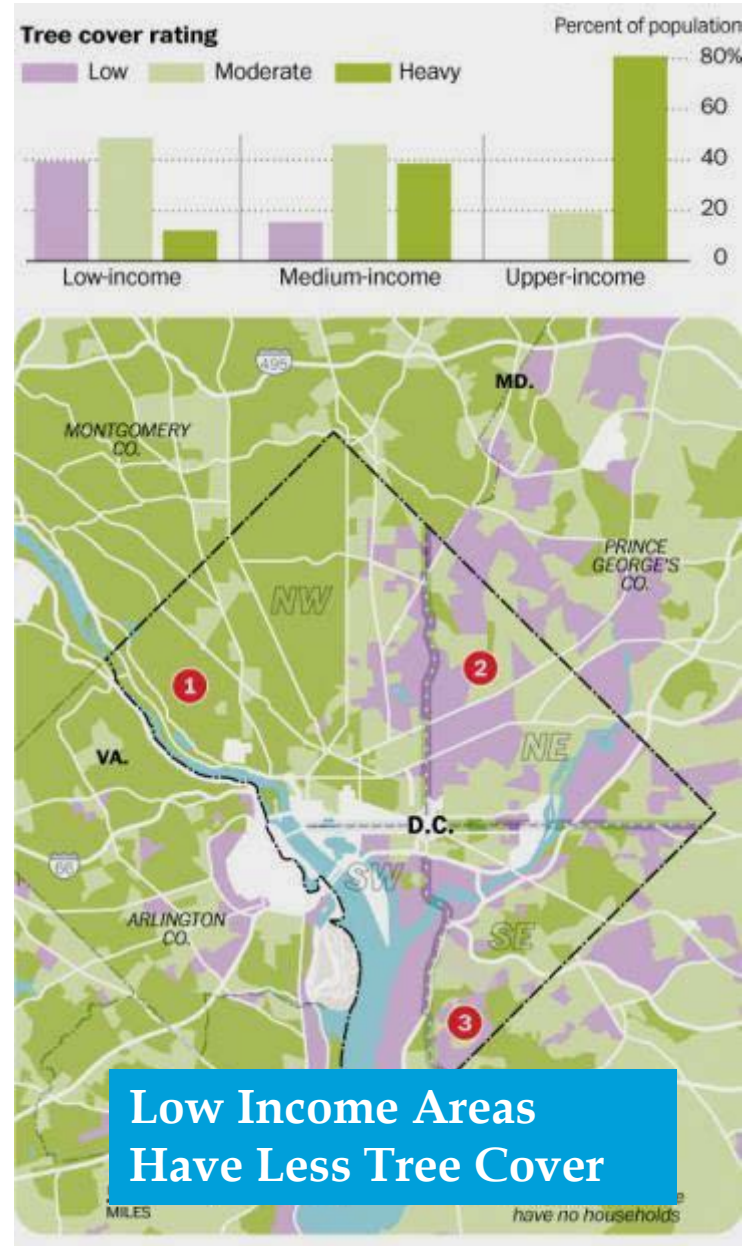 Tree cover rating
Percent of population
Low Moderate Heavy
80%
60
40
20
0
Low-income Medium-income Upper-income
495
MD.
MONTGOMERY
CO.
PRINCE
GEORGE'S
CO.
NW
1
2
NE
VA.
D.C.
66
SW
ARLINGTON
CO.
SE
3
Low Income Areas
Have Less Tree Cover
MILES
have no households